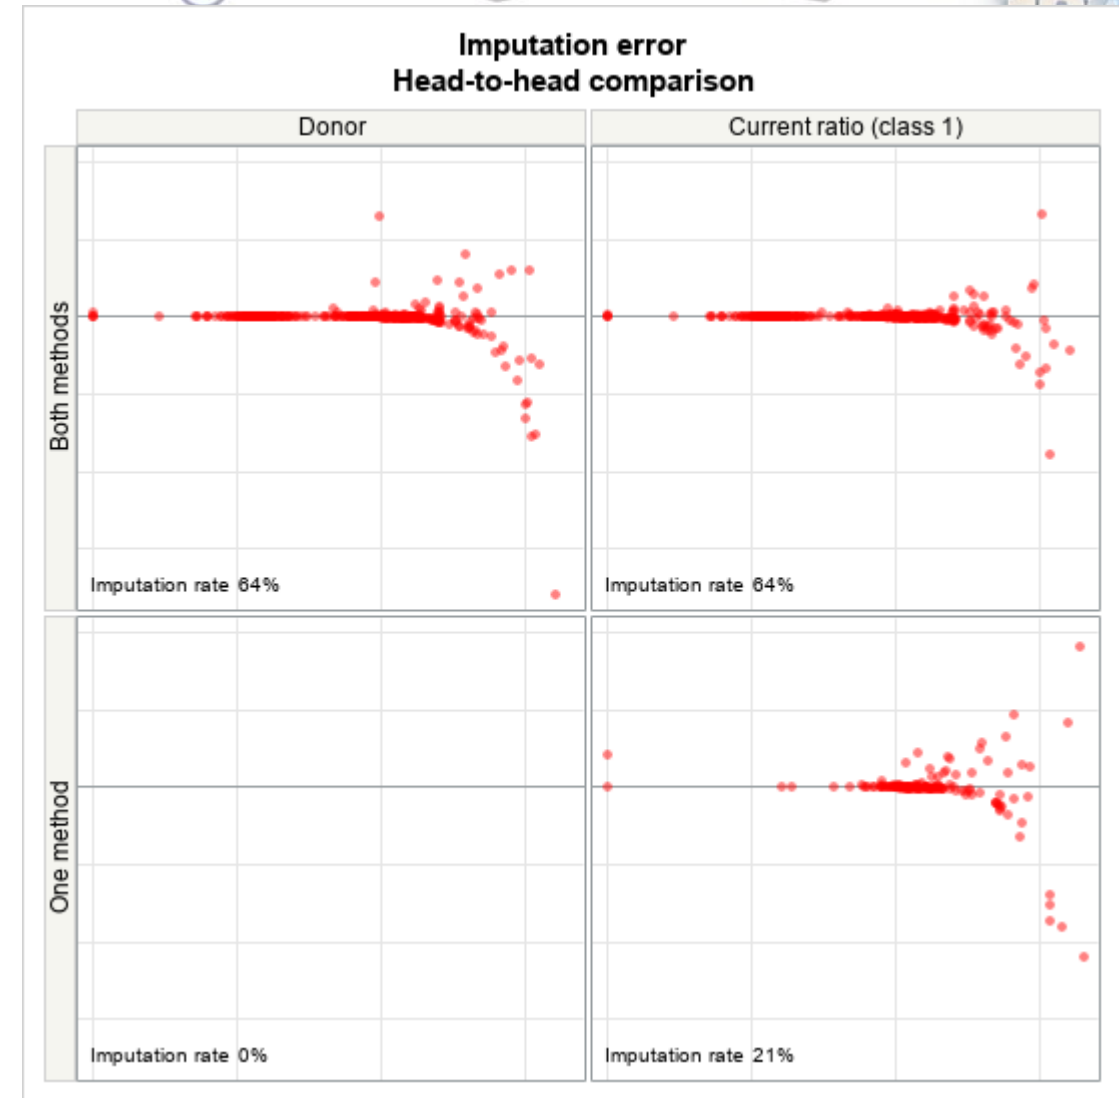 Imputation error
Head-to-head comparison
Donor
Current ratio (class 1)
Both methods
Imputation rate 64%
Imputation rate 64%
One method
Imputation rate 0%
Imputation rate 21%